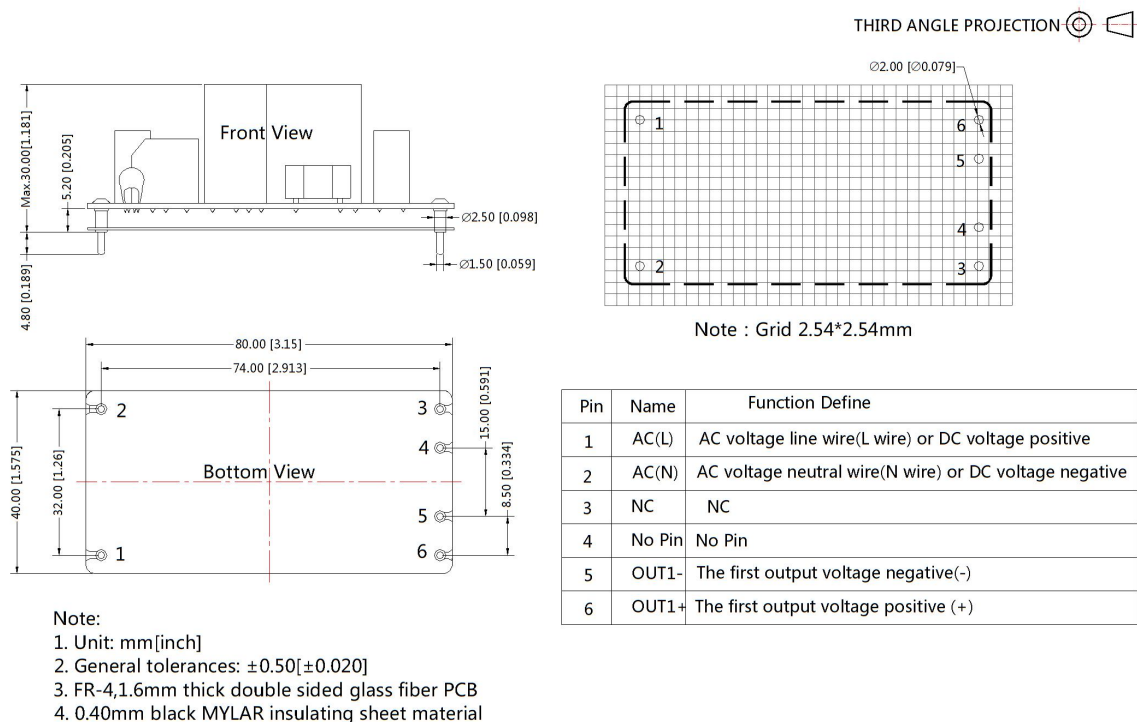 THIRD ANGLE PROJECTION
∅2.00 [∅0.079]
Front View
Max.30.00[1.181]
5.20 [0.205]
∅2.50 [0.098]
∅1.50 [0.059]
4.80 [0.189]
1
6
5
4
2
3
Note : Grid 2.54*2.54mm
80.00 [3.15]
74.00 [2.913]
40.00 [1.575]
32.00 [1.26]
15.00 [0.591]
8.50 [0.334]
2
3
4
Bottom View
5
1
6
Pin Name Function Define
1 AC(L) AC voltage line wire(L wire) or DC voltage positive
2 AC(N) AC voltage neutral wire(N wire) or DC voltage negative
3 NC NC
4 No Pin No Pin
5 OUT1- The first output voltage negative(-)
6 OUT1+ The first output voltage positive (+)
Note:
1. Unit: mm[inch]
2. General tolerances: ±0.50[±0.020]
3. FR-4,1.6mm thick double sided glass fiber PCB
4. 0.40mm black MYLAR insulating sheet material